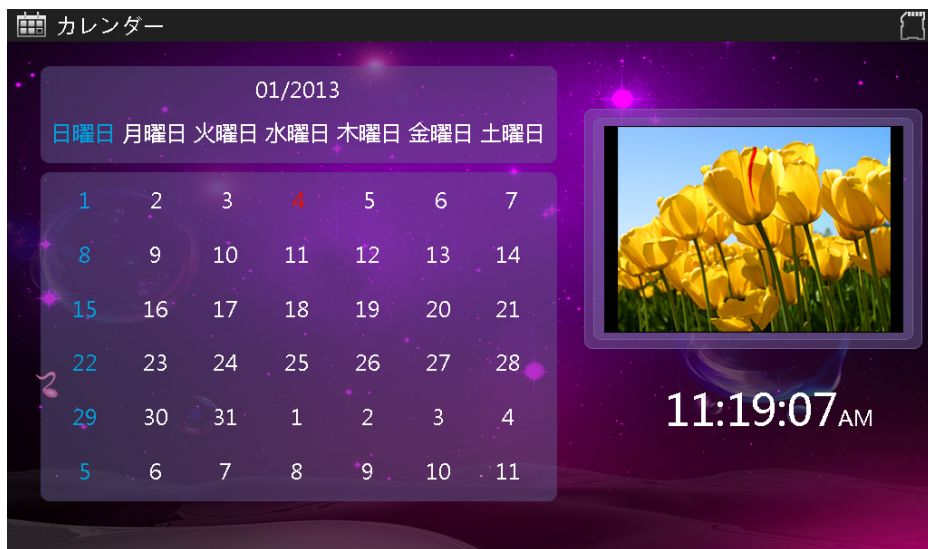 カレンダー
01/2013
日曜日 月曜日 火曜日 水曜日 木曜日 金曜日 土曜日
1 2 3 4 5 6 7
8 9 10 11 12 13 14
15 16 17 18 19 20 21
22 23 24 25 26 27 28
29 30 31 1 2 3 4
5 6 7 8 9 10 11
11:19:07AM